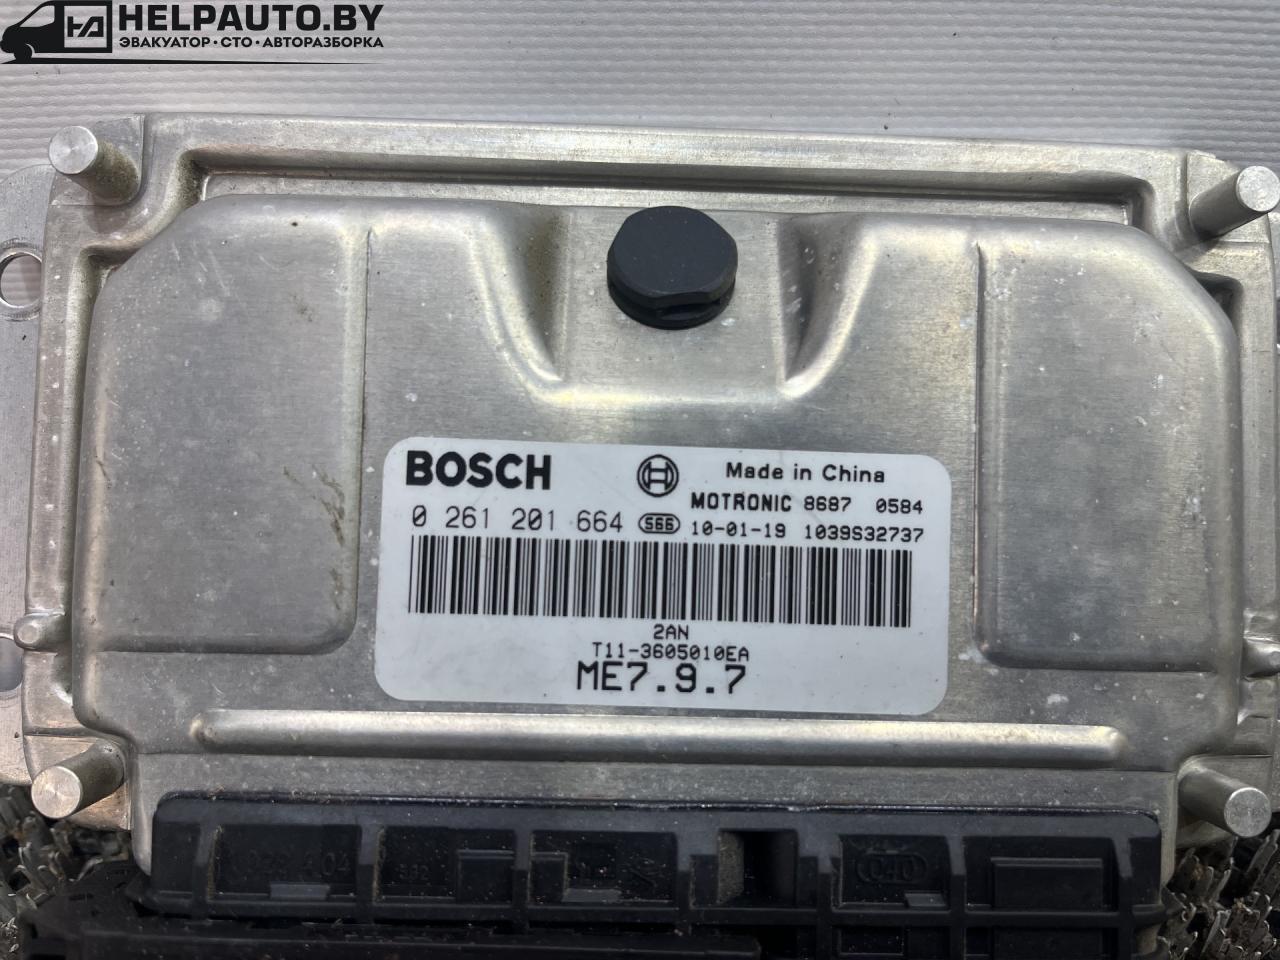 HELPAUTO.BY
ЭВАКУАТОР·СТО·АВТОРАЗБОРКА
BOSCH
Made in China
MOTRONIC 8687 0584
0 261 201 664 S66 10-01-19 1039S32737
2AN
T11-3605010EA
ME7.9.7